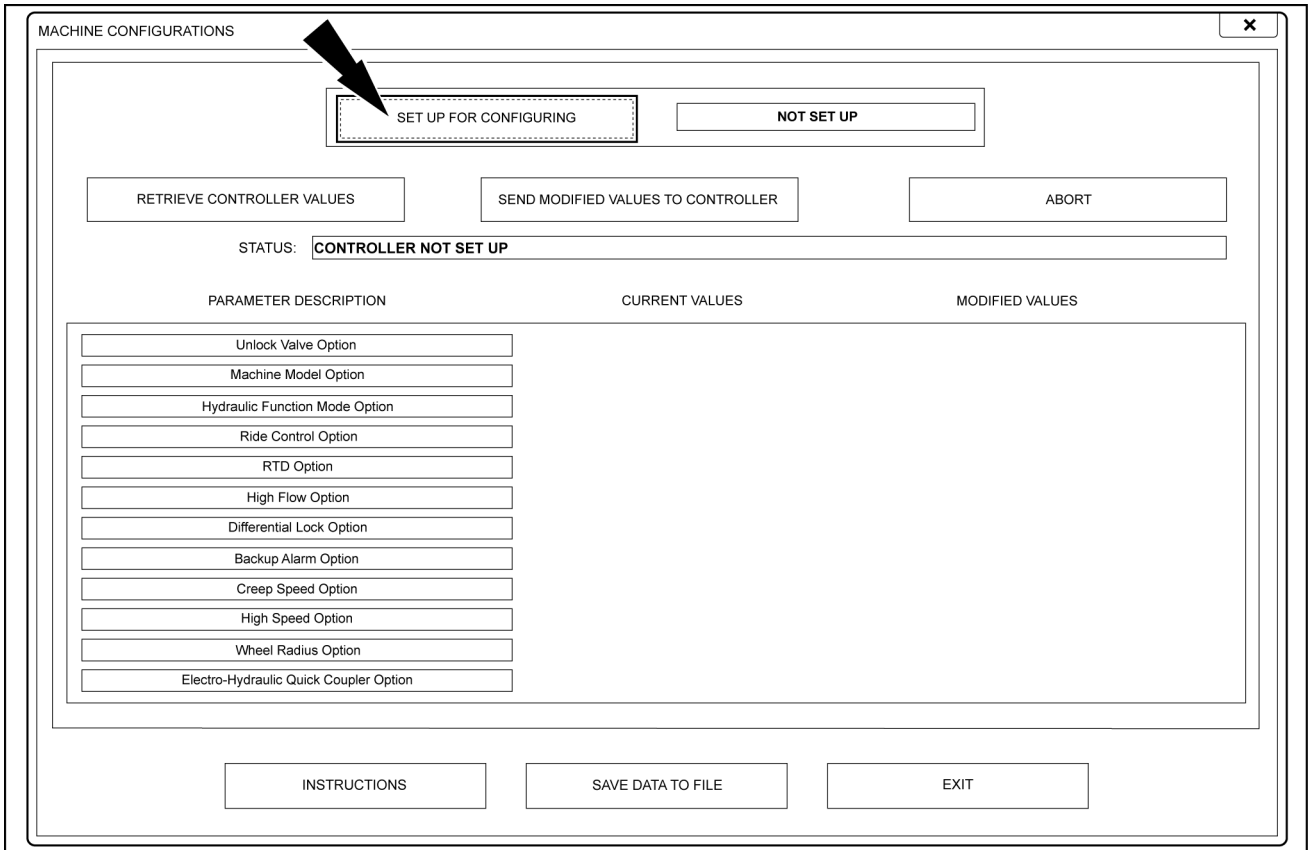 MACHINE CONFIGURATIONS
SET UP FOR CONFIGURING
NOT SET UP
RETRIEVE CONTROLLER VALUES
SEND MODIFIED VALUES TO CONTROLLER
ABORT
STATUS: CONTROLLER NOT SET UP
PARAMETER DESCRIPTION
CURRENT VALUES
MODIFIED VALUES
Unlock Valve Option
Machine Model Option
Hydraulic Function Mode Option
Ride Control Option
RTD Option
High Flow Option
Differential Lock Option
Backup Alarm Option
Creep Speed Option
High Speed Option
Wheel Radius Option
Electro-Hydraulic Quick Coupler Option
INSTRUCTIONS
SAVE DATA TO FILE
EXIT